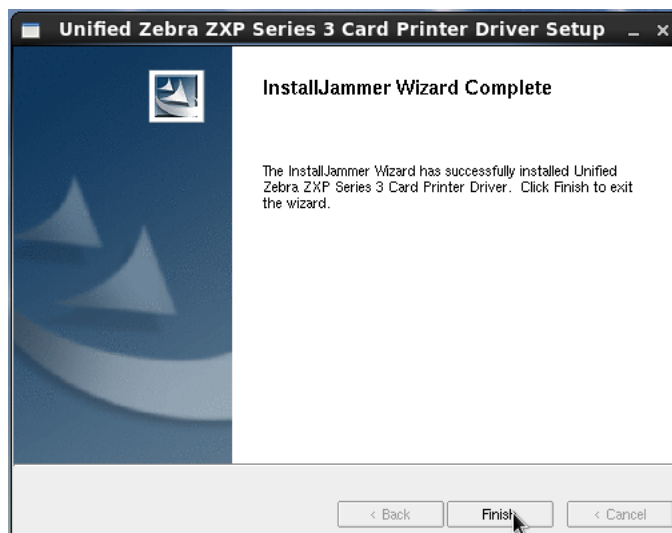 Unified Zebra ZXP Series 3 Card Printer Driver Setup
InstallJammer Wizard Complete
The InstallJammer Wizard has successfully installed Unified
Zebra ZXP Series 3 Card Printer Driver. Click Finish to exit
the wizard.
< Back
Finish
< Cancel